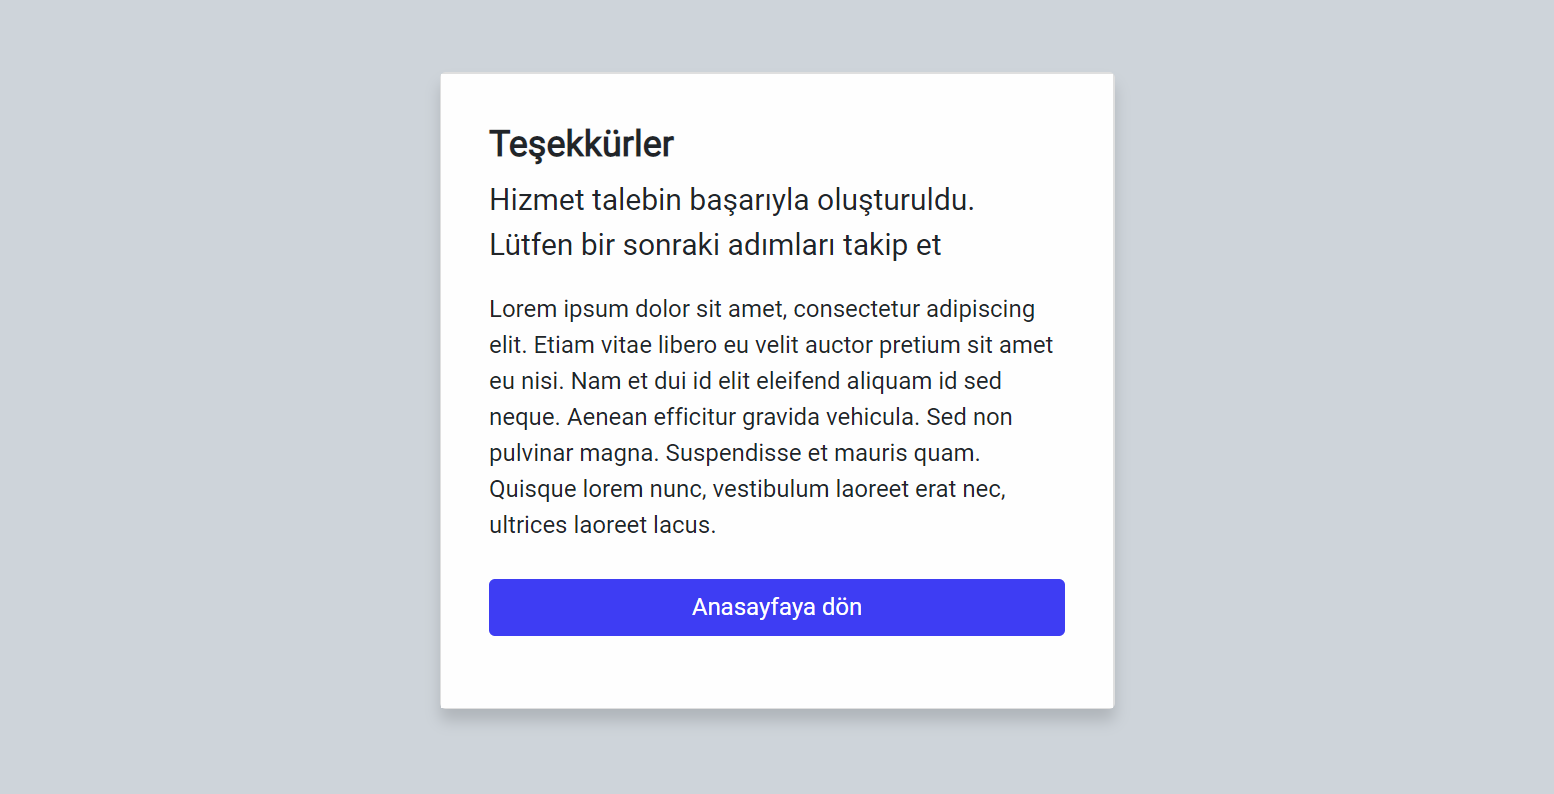 Teşekkürler
Hizmet talebin başarıyla oluşturuldu.
Lütfen bir sonraki adımları takip et
Lorem ipsum dolor sit amet, consectetur adipiscing
elit. Etiam vitae libero eu velit auctor pretium sit amet
eu nisi. Nam et dui id elit eleifend aliquam id sed
neque. Aenean efficitur gravida vehicula. Sed non
pulvinar magna. Suspendisse et mauris quam.
Quisque lorem nunc, vestibulum laoreet erat nec,
ultrices laoreet lacus.
Anasayfaya dön